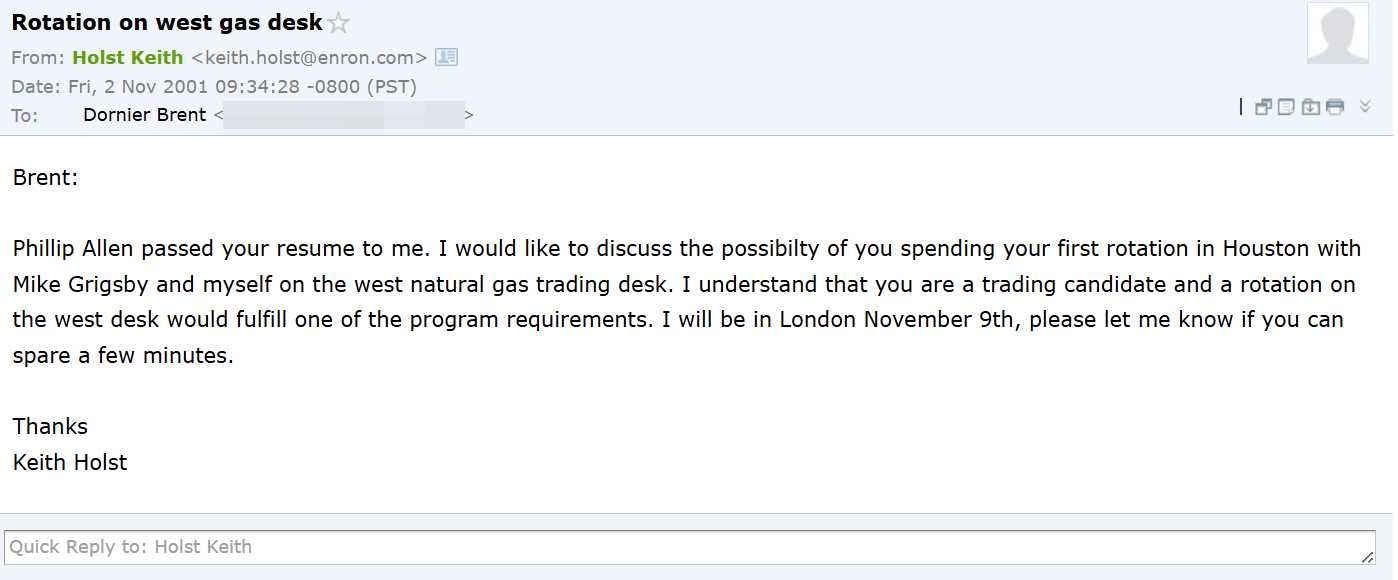 Rotation on west gas desk
From: Holst Keith <keith.holst@enron.com>
Date: Fri, 2 Nov 2001 09:34:28 -0800 (PST)
To: Dornier Brent < >
Brent:
Phillip Allen passed your resume to me. I would like to discuss the possibilty of you spending your first rotation in Houston with
Mike Grigsby and myself on the west natural gas trading desk. I understand that you are a trading candidate and a rotation on
the west desk would fulfill one of the program requirements. I will be in London November 9th, please let me know if you can
spare a few minutes.
Thanks
Keith Holst
Quick Reply to: Holst Keith